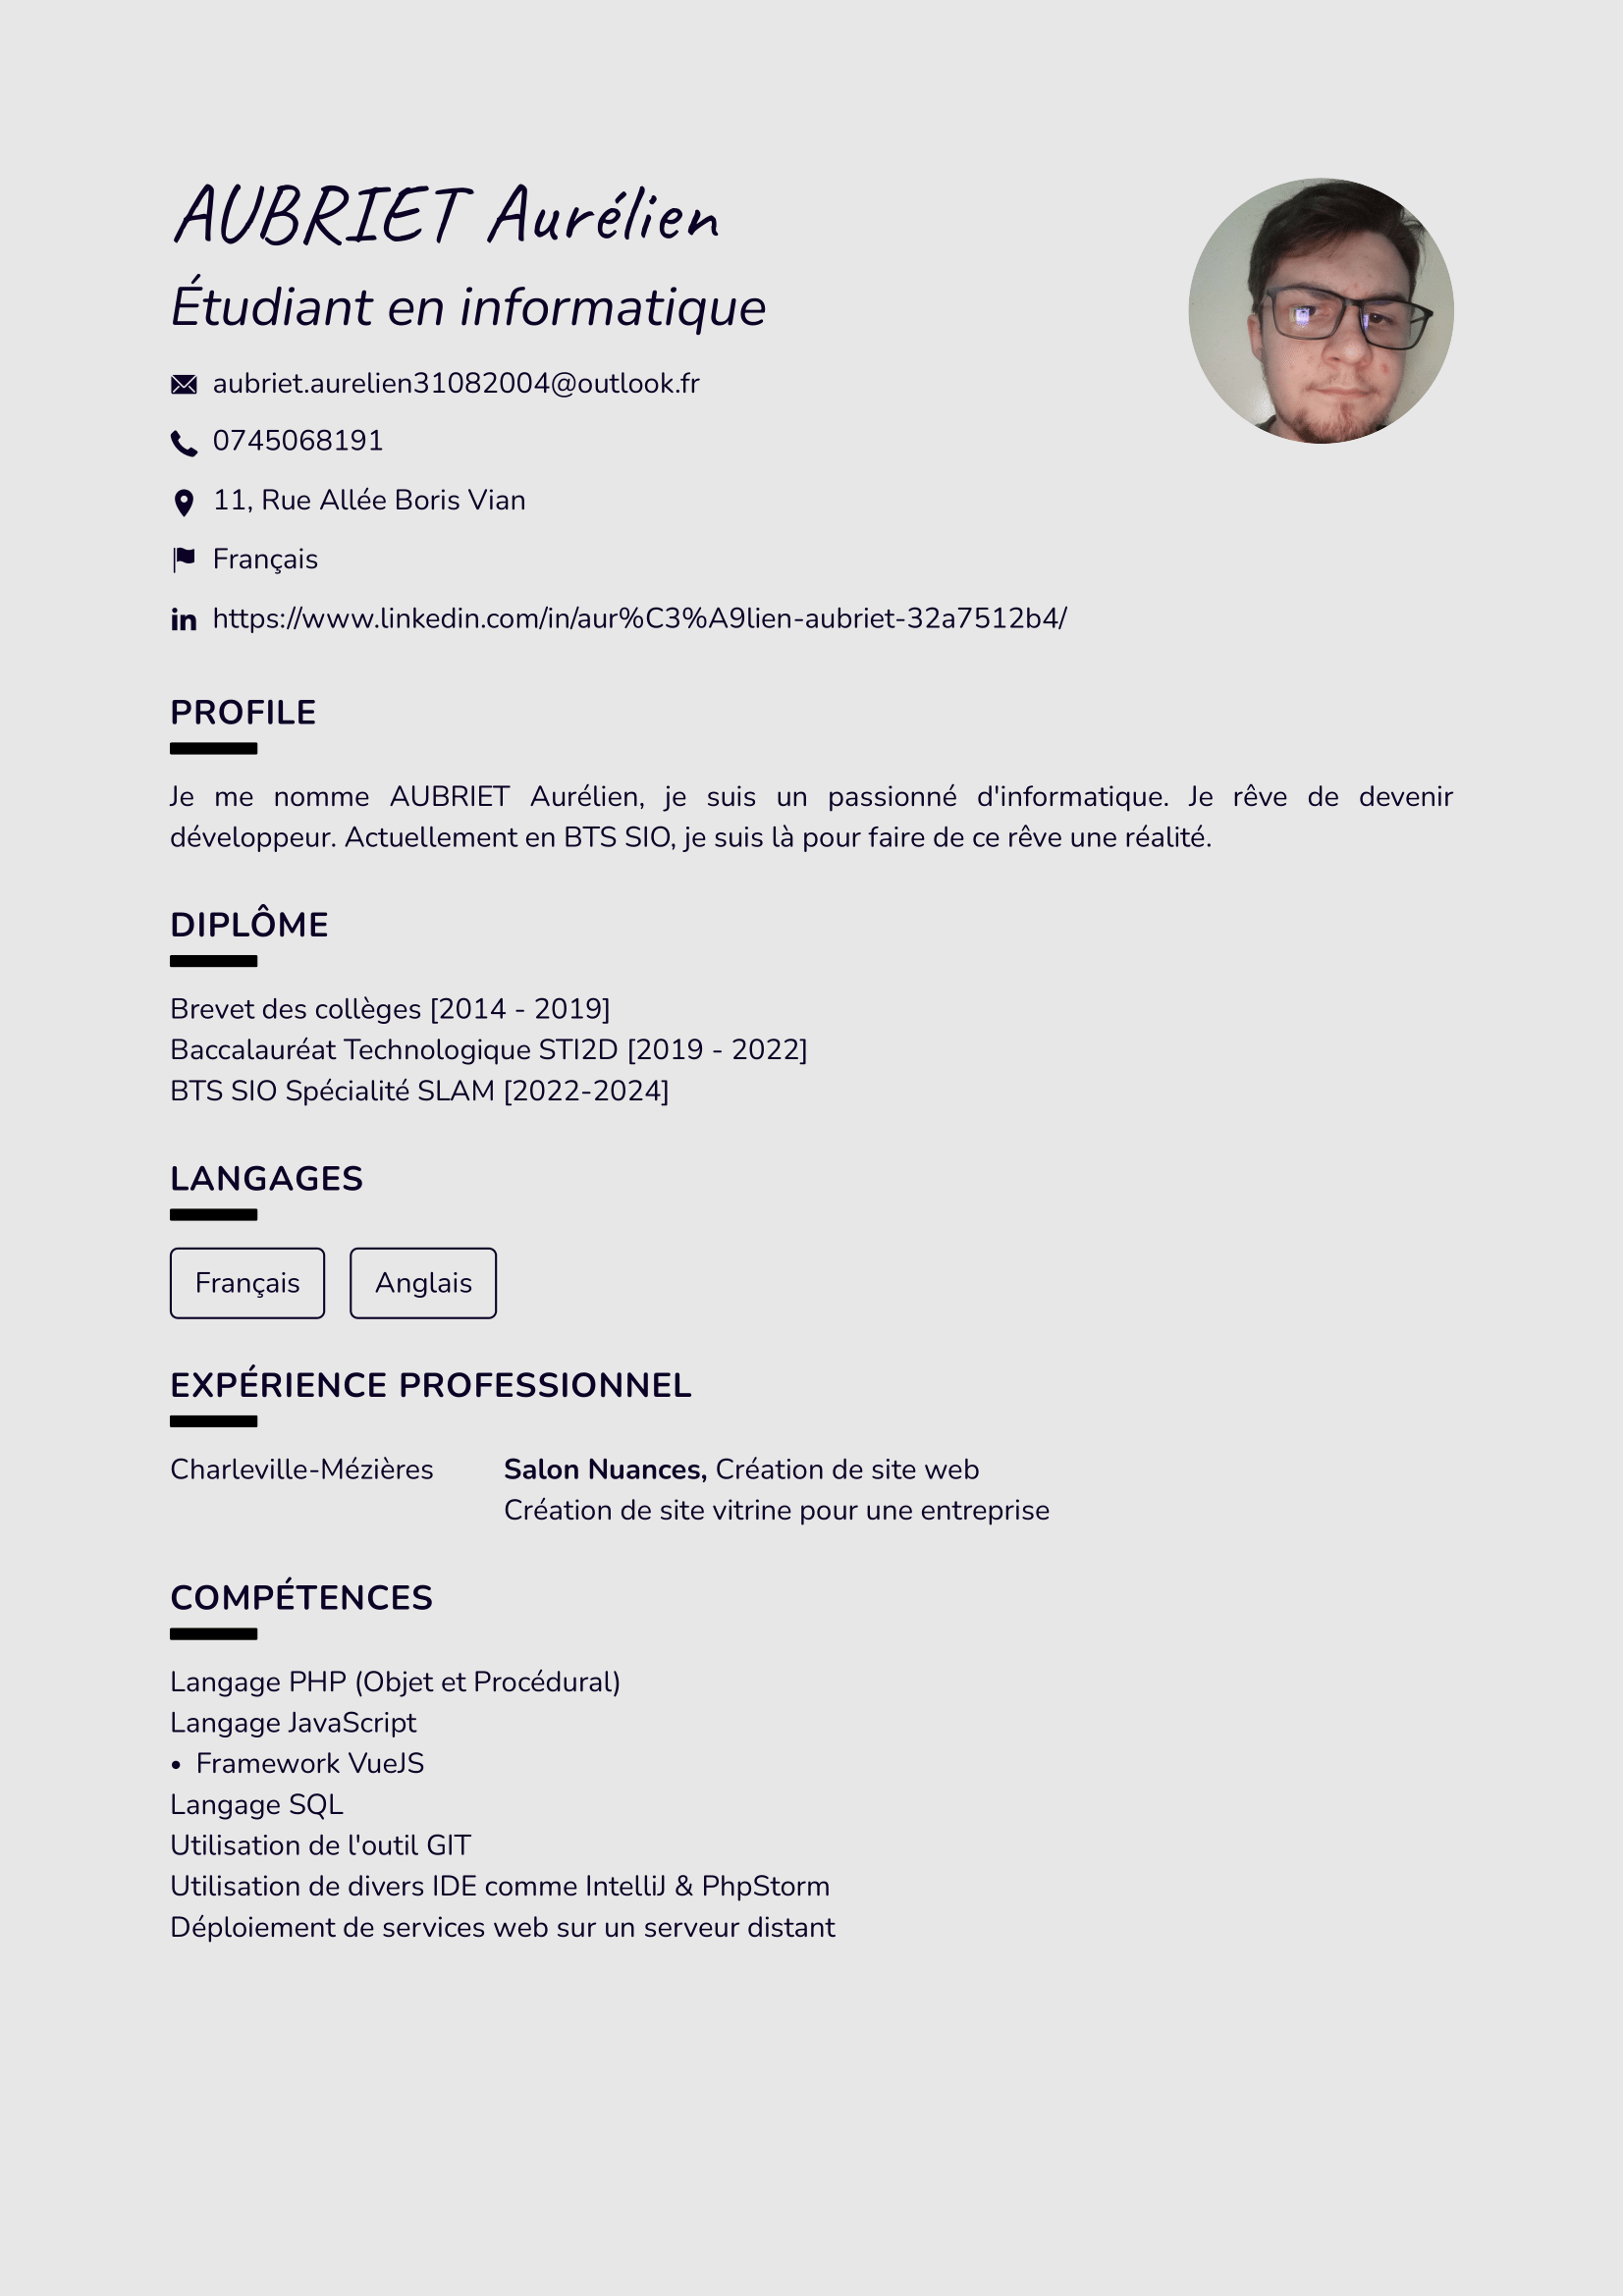 AUBRIET Aurélien
Étudiant en informatique
aubriet.aurelien31082004@outlook.fr
0745068191
11, Rue Allée Boris Vian
Français
https://www.linkedin.com/in/aur%C3%A9lien-aubriet-32a7512b4/
PROFILE
Je me nomme AUBRIET Aurélien, je suis un passionné d'informatique. Je rêve de devenir
développeur. Actuellement en BTS SIO, je suis là pour faire de ce rêve une réalité.
DIPLÔME
Brevet des collèges [2014 - 2019]
Baccalauréat Technologique STI2D [2019 - 2022]
BTS SIO Spécialité SLAM [2022-2024]
LANGAGES
Français Anglais
EXPÉRIENCE PROFESSIONNEL
Charleville-Mézières Salon Nuances, Création de site web
Création de site vitrine pour une entreprise
COMPÉTENCES
Langage PHP (Objet et Procédural)
Langage JavaScript
• Framework VueJS
Langage SQL
Utilisation de l'outil GIT
Utilisation de divers IDE comme IntelliJ & PhpStorm
Déploiement de services web sur un serveur distant